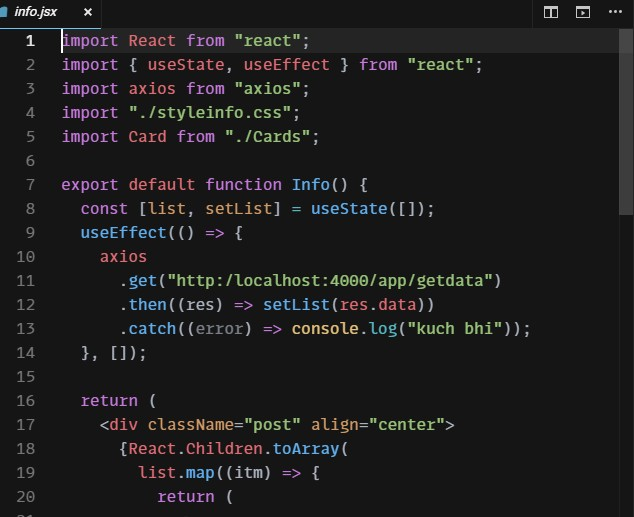 info.jsx ×
1 import React from "react";
2 import { useState, useEffect } from "react";
3 import axios from "axios";
4 import "./styleinfo.css";
5 import Card from "./Cards";
6
7 export default function Info() {
8 const [list, setList] = useState([]);
9 useEffect(() => {
10 axios
11 .get("http:/localhost:4000/app/getdata")
12 .then((res) => setList(res.data))
13 .catch((error) => console.log("kuch bhi"));
14 }, []);
15
16 return (
17 <div className="post" align="center">
18 {React.Children.toArray(
19 list.map((itm) => {
20 return (